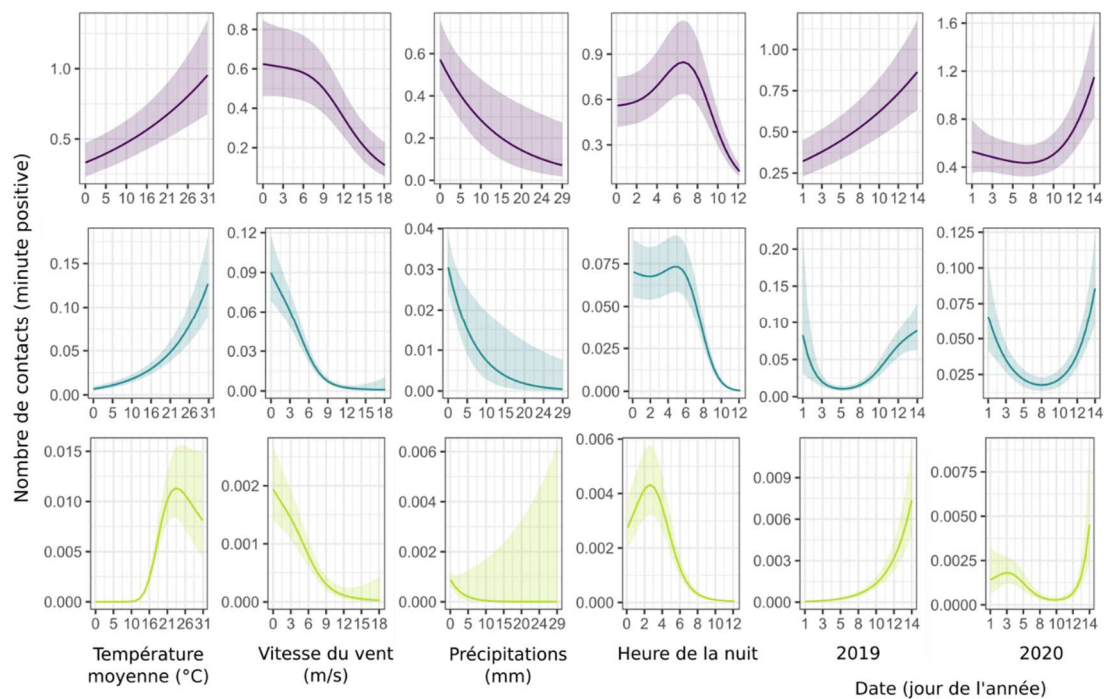 Nombre de contacts (minute positive)
1.0
0.5
0 5 10 16 21 26 31
0.8
0.6
0.4
0.2
0 3 6 9 12 15 18
0.6
0.4
0.2
0.0
0 5 10 15 20 24 29
0.9
0.6
0.3
0 2 4 6 8 10 12
1.00
0.75
0.50
0.25
1 3 5 8 10 12 14
1.6
1.2
0.8
0.4
1 3 5 8 10 12 14
0.15
0.10
0.05
0.00
0 5 10 16 21 26 31
0.12
0.09
0.06
0.03
0.00
0 3 6 9 12 15 18
0.04
0.03
0.02
0.01
0.00
0 5 10 15 20 24 29
0.075
0.050
0.025
0.000
0 2 4 6 8 10 12
0.20
0.15
0.10
0.05
0.00
1 3 5 8 10 12 14
0.125
0.100
0.075
0.050
0.025
1 3 5 8 10 12 14
0.015
0.010
0.005
0.000
0 5 10 16 21 26 31
0.002
0.001
0.000
0 3 6 9 12 15 18
0.006
0.004
0.002
0.000
0 5 10 15 20 24 29
0.006
0.004
0.002
0.000
0 2 4 6 8 10 12
0.009
0.006
0.003
0.000
1 3 5 8 10 12 14
0.0075
0.0050
0.0025
0.0000
1 3 5 8 10 12 14
Température
moyenne (°C)
Vitesse du vent
(m/s)
Précipitations
(mm)
Heure de la nuit
2019
2020
Date (jour de l'année)